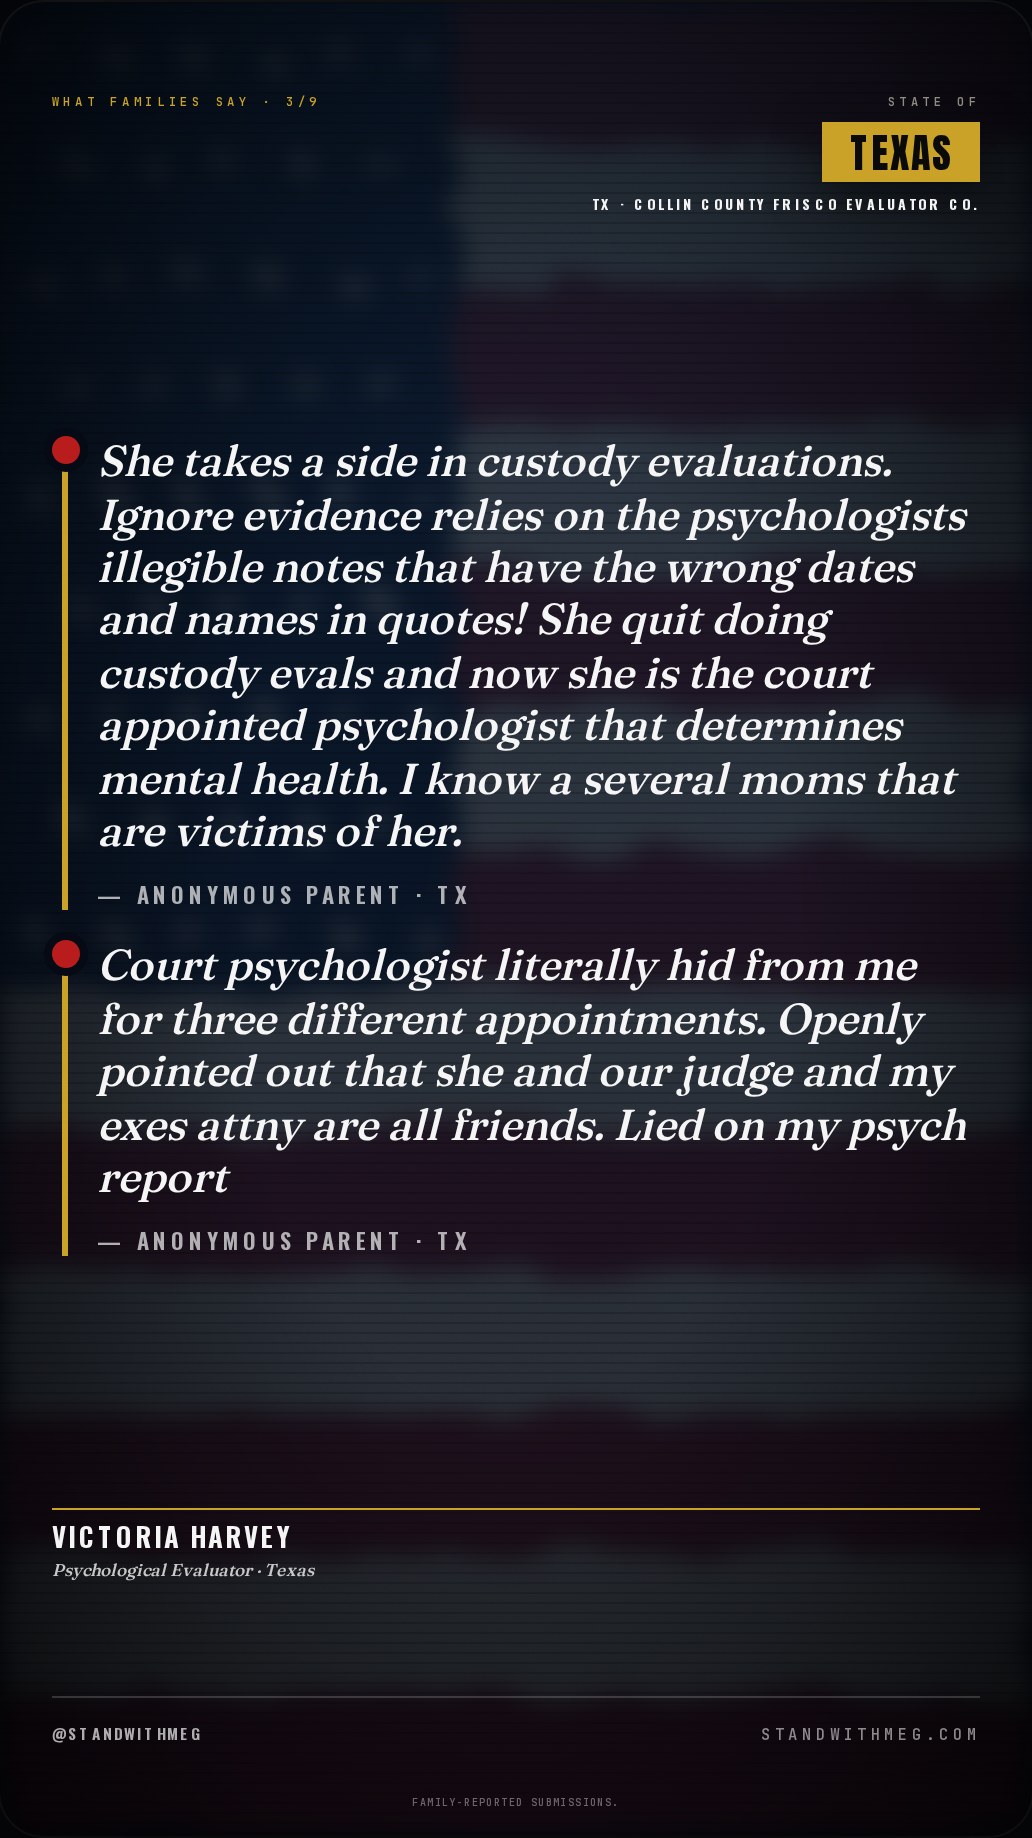 WHAT FAMILIES SAY · 3/9
STATE OF
TEXAS
TX · COLLIN COUNTY FRISCO EVALUATOR CO.
She takes a side in custody evaluations.
Ignore evidence relies on the psychologists
illegible notes that have the wrong dates
and names in quotes! She quit doing
custody evals and now she is the court
appointed psychologist that determines
mental health. I know a several moms that
are victims of her.
— ANONYMOUS PARENT · TX
Court psychologist literally hid from me
for three different appointments. Openly
pointed out that she and our judge and my
exes attny are all friends. Lied on my psych
report
— ANONYMOUS PARENT · TX
VICTORIA HARVEY
Psychological Evaluator · Texas
@STANDWITHMEG
STANDWITHMEG.COM
FAMILY-REPORTED SUBMISSIONS.